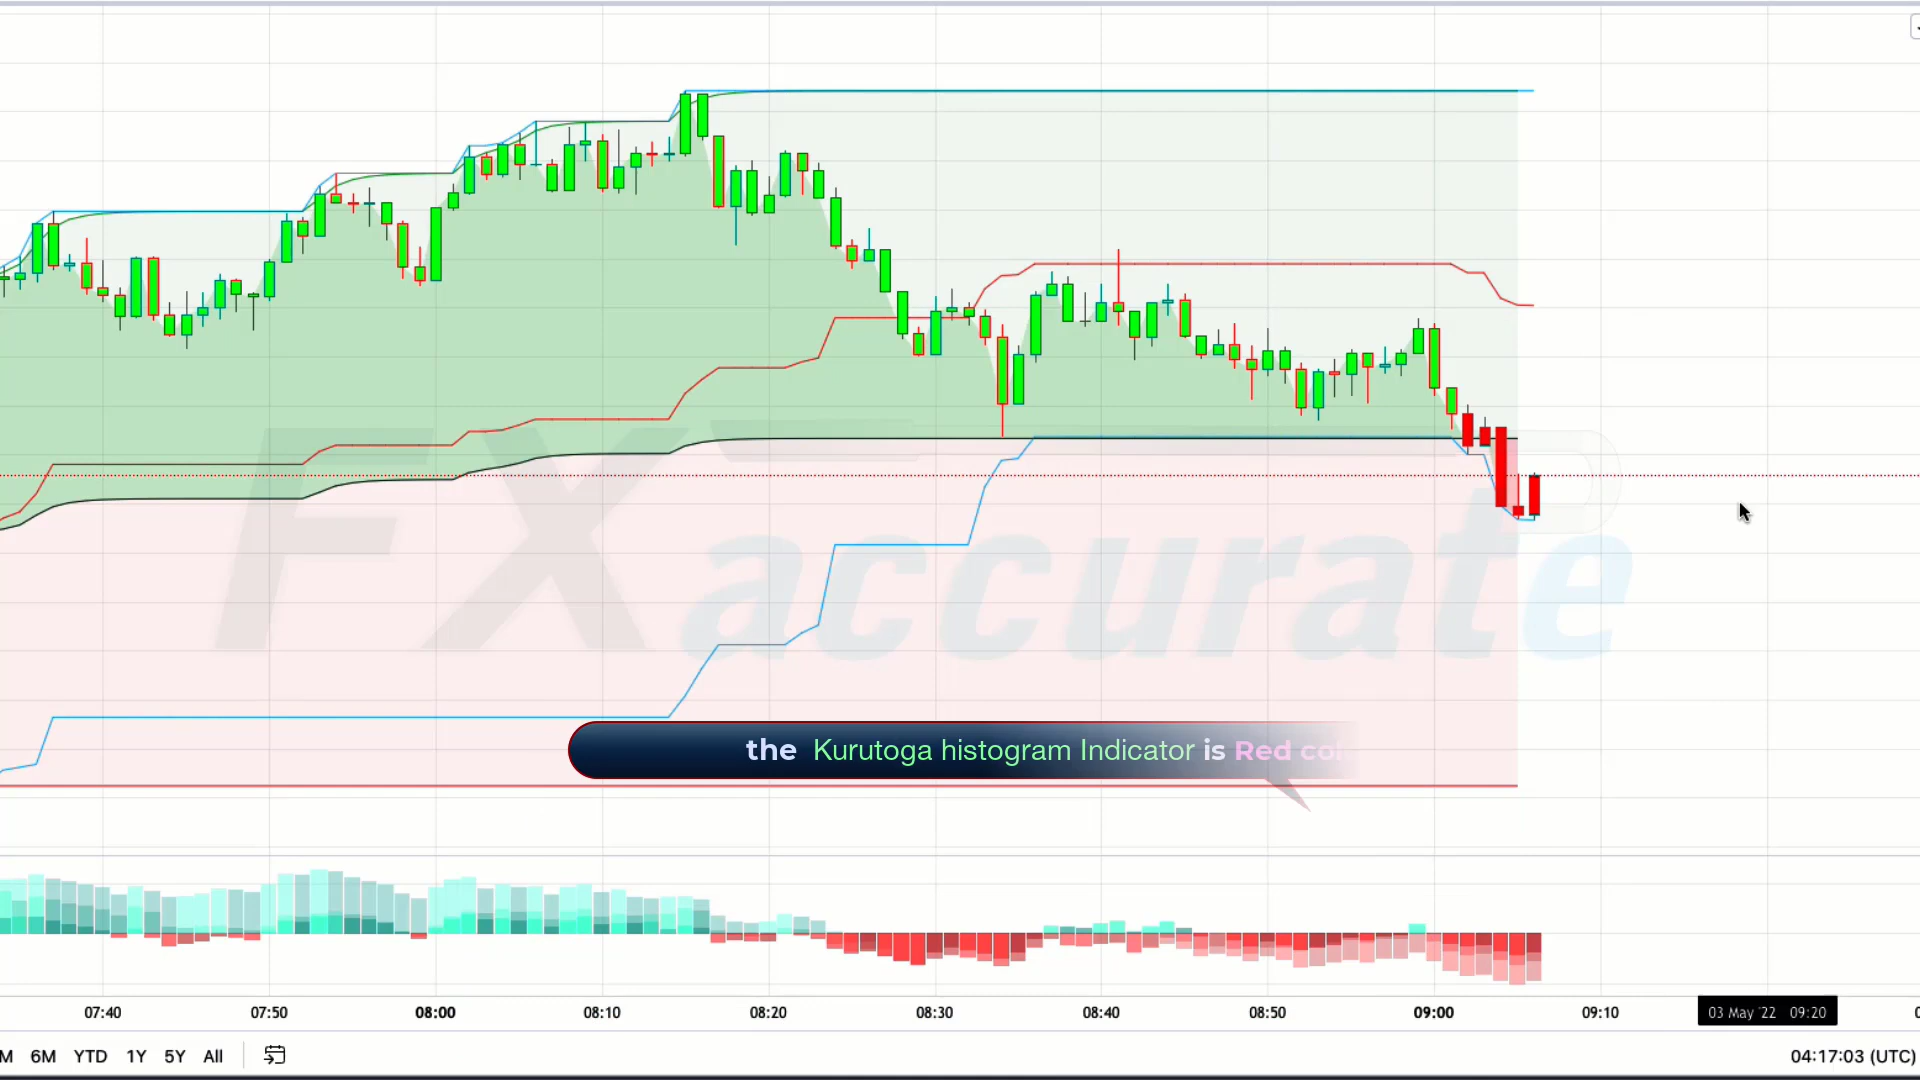 FXaccurate
the Kurutoga histogram Indicator is Red
07:40 07:50 08:00 08:10 08:20 08:30 08:40 08:50 09:00 09:10 03 May '22 09:20
M 6M YTD 1Y 5Y All 04:17:03 (UTC)